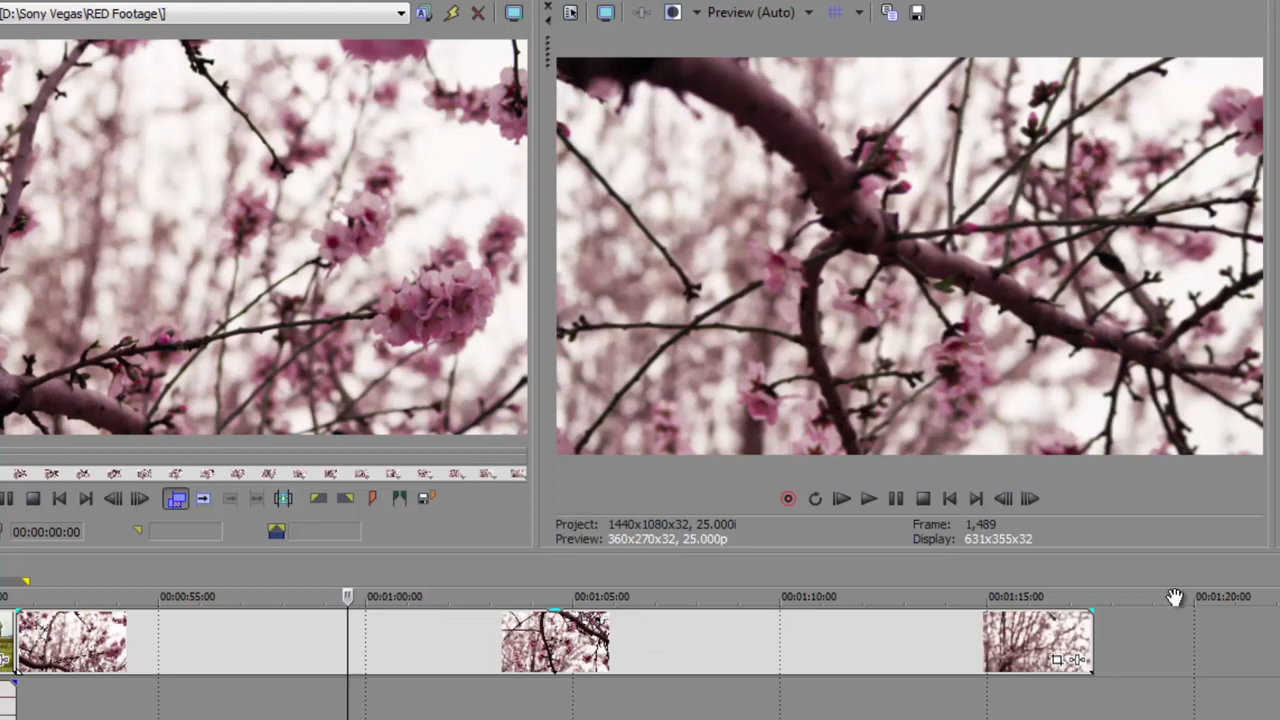 [D:\Sony Vegas\RED Footage\]
Preview (Auto)
00:00:00:00
Project: 1440x1080x32, 25.000i
Preview: 360x270x32, 25.000p
Frame: 1,489
Display: 631x355x32
00 00:00:55:00 00:01:00:00 00:01:05:00 00:01:10:00 00:01:15:00 00:01:20:00